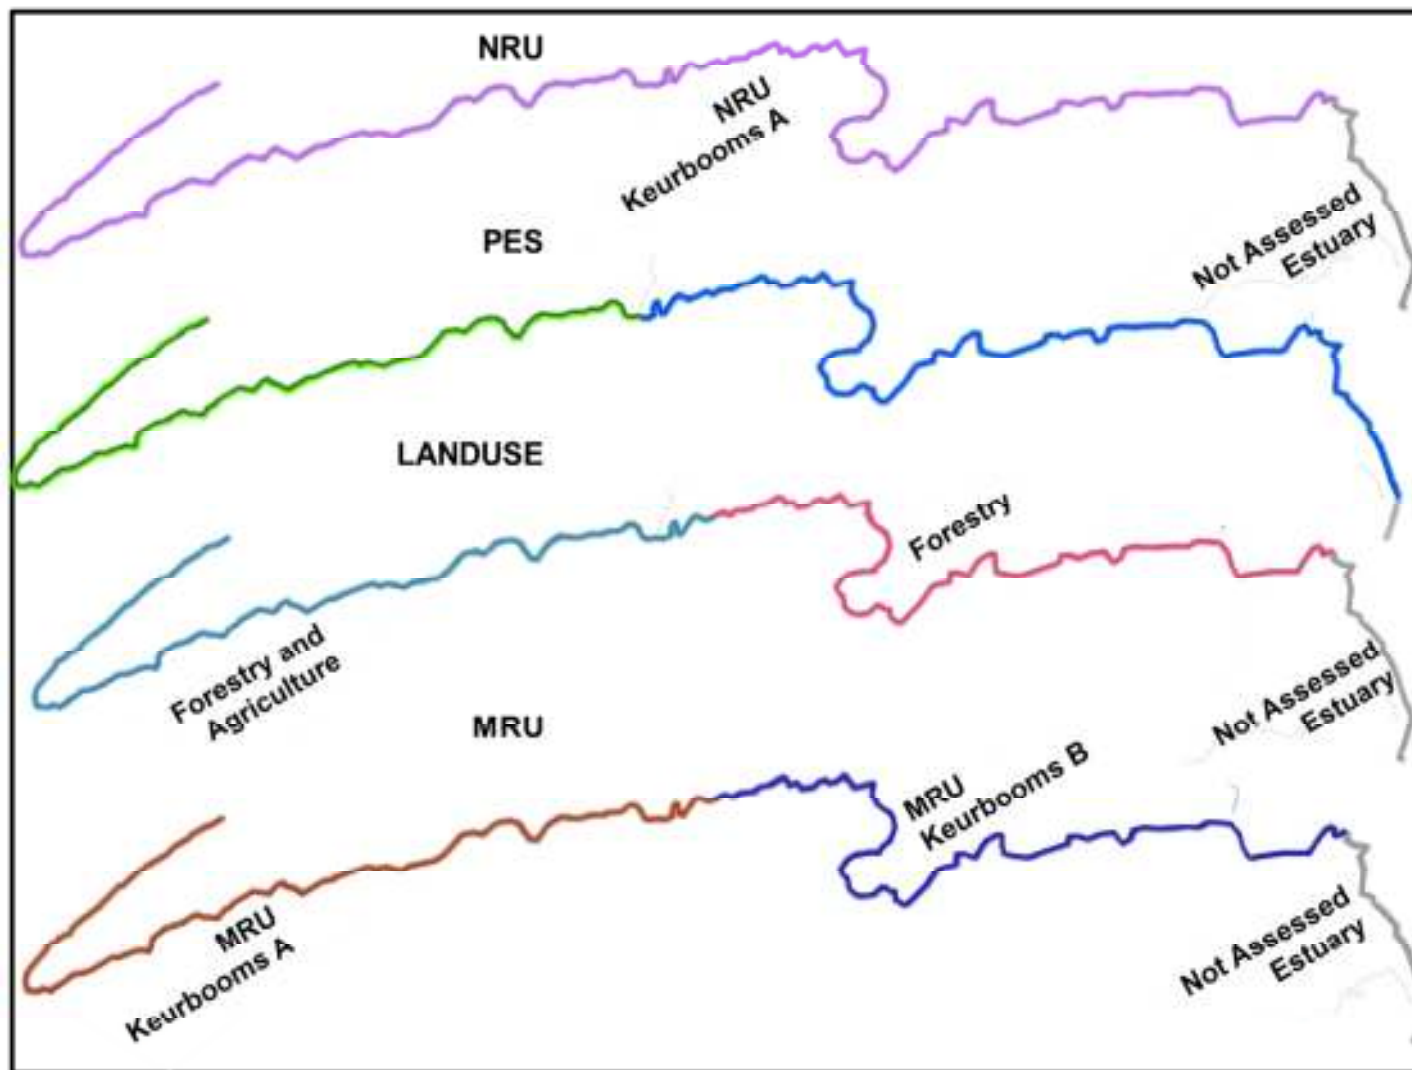 NRU
NRU
Keurbooms A
Not Assessed
Estuary
PES
LANDUSE
Forestry
Forestry and
Agriculture
Not Assessed
Estuary
MRU
MRU
Keurbooms B
MRU
Keurbooms A
Not Assessed
Estuary